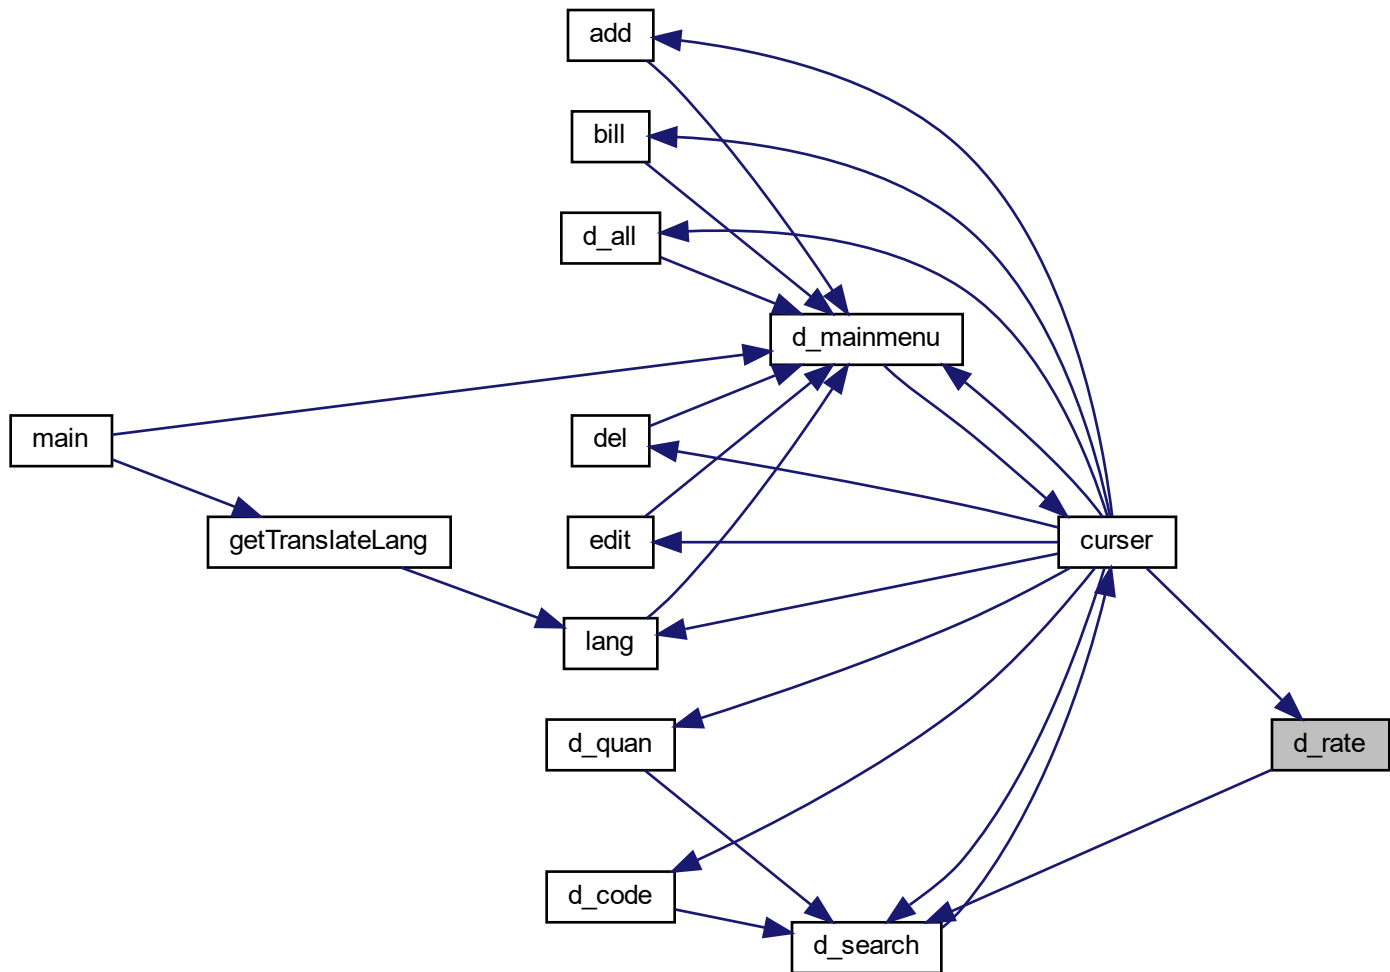 add
bill
d_all
d_mainmenu
main
del
getTranslateLang
edit
curser
lang
d_quan
d_rate
d_code
d_search